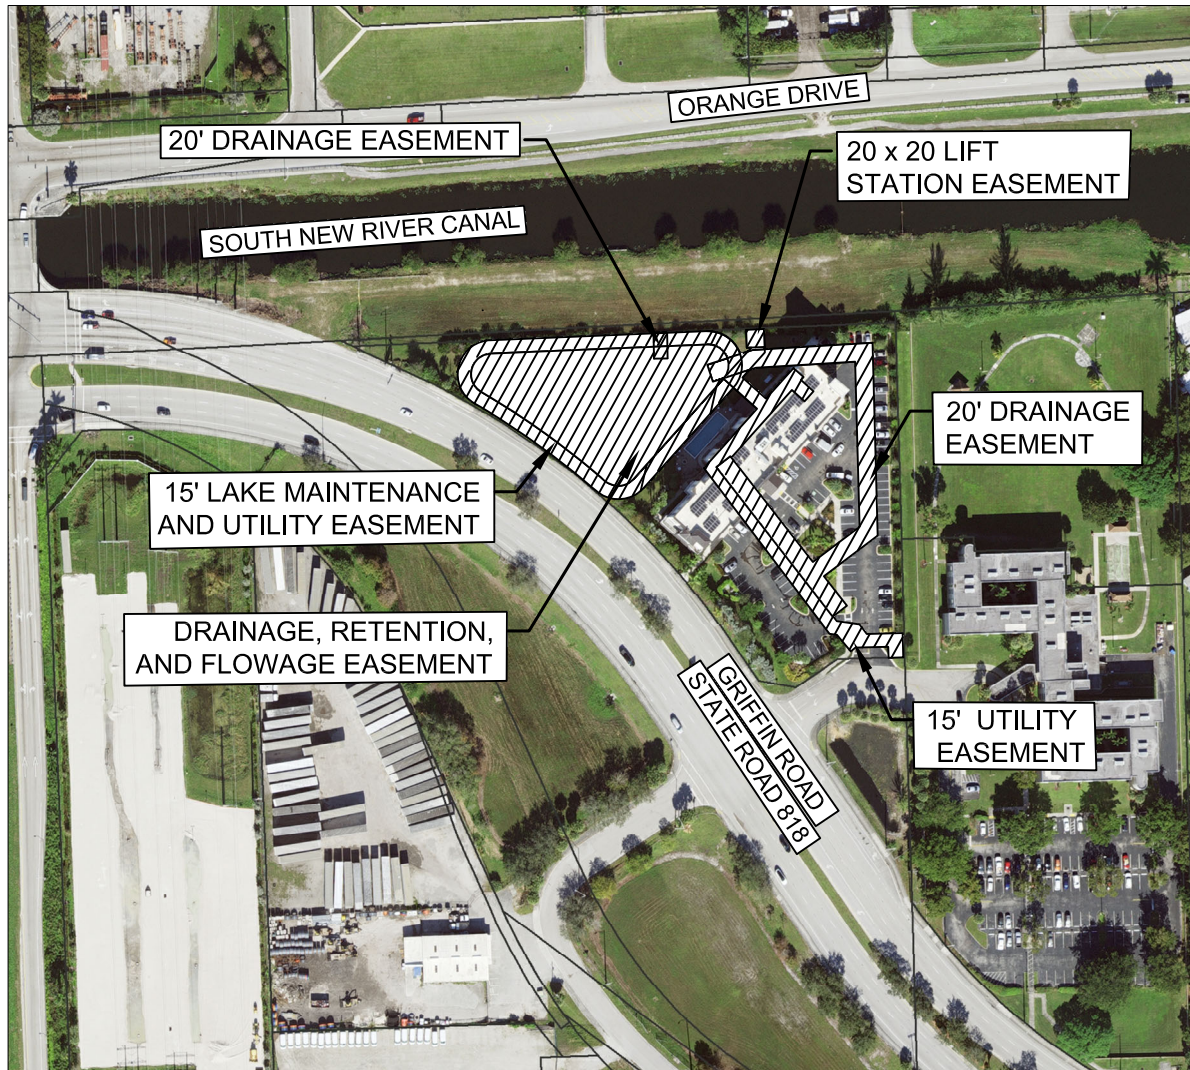 ORANGE DRIVE
20' DRAINAGE EASEMENT
20 x 20 LIFT
STATION EASEMENT
SOUTH NEW RIVER CANAL
20' DRAINAGE
EASEMENT
15' LAKE MAINTENANCE
AND UTILITY EASEMENT
DRAINAGE, RETENTION,
AND FLOWAGE EASEMENT
GRIFFIN ROAD
STATE ROAD 818
15' UTILITY
EASEMENT